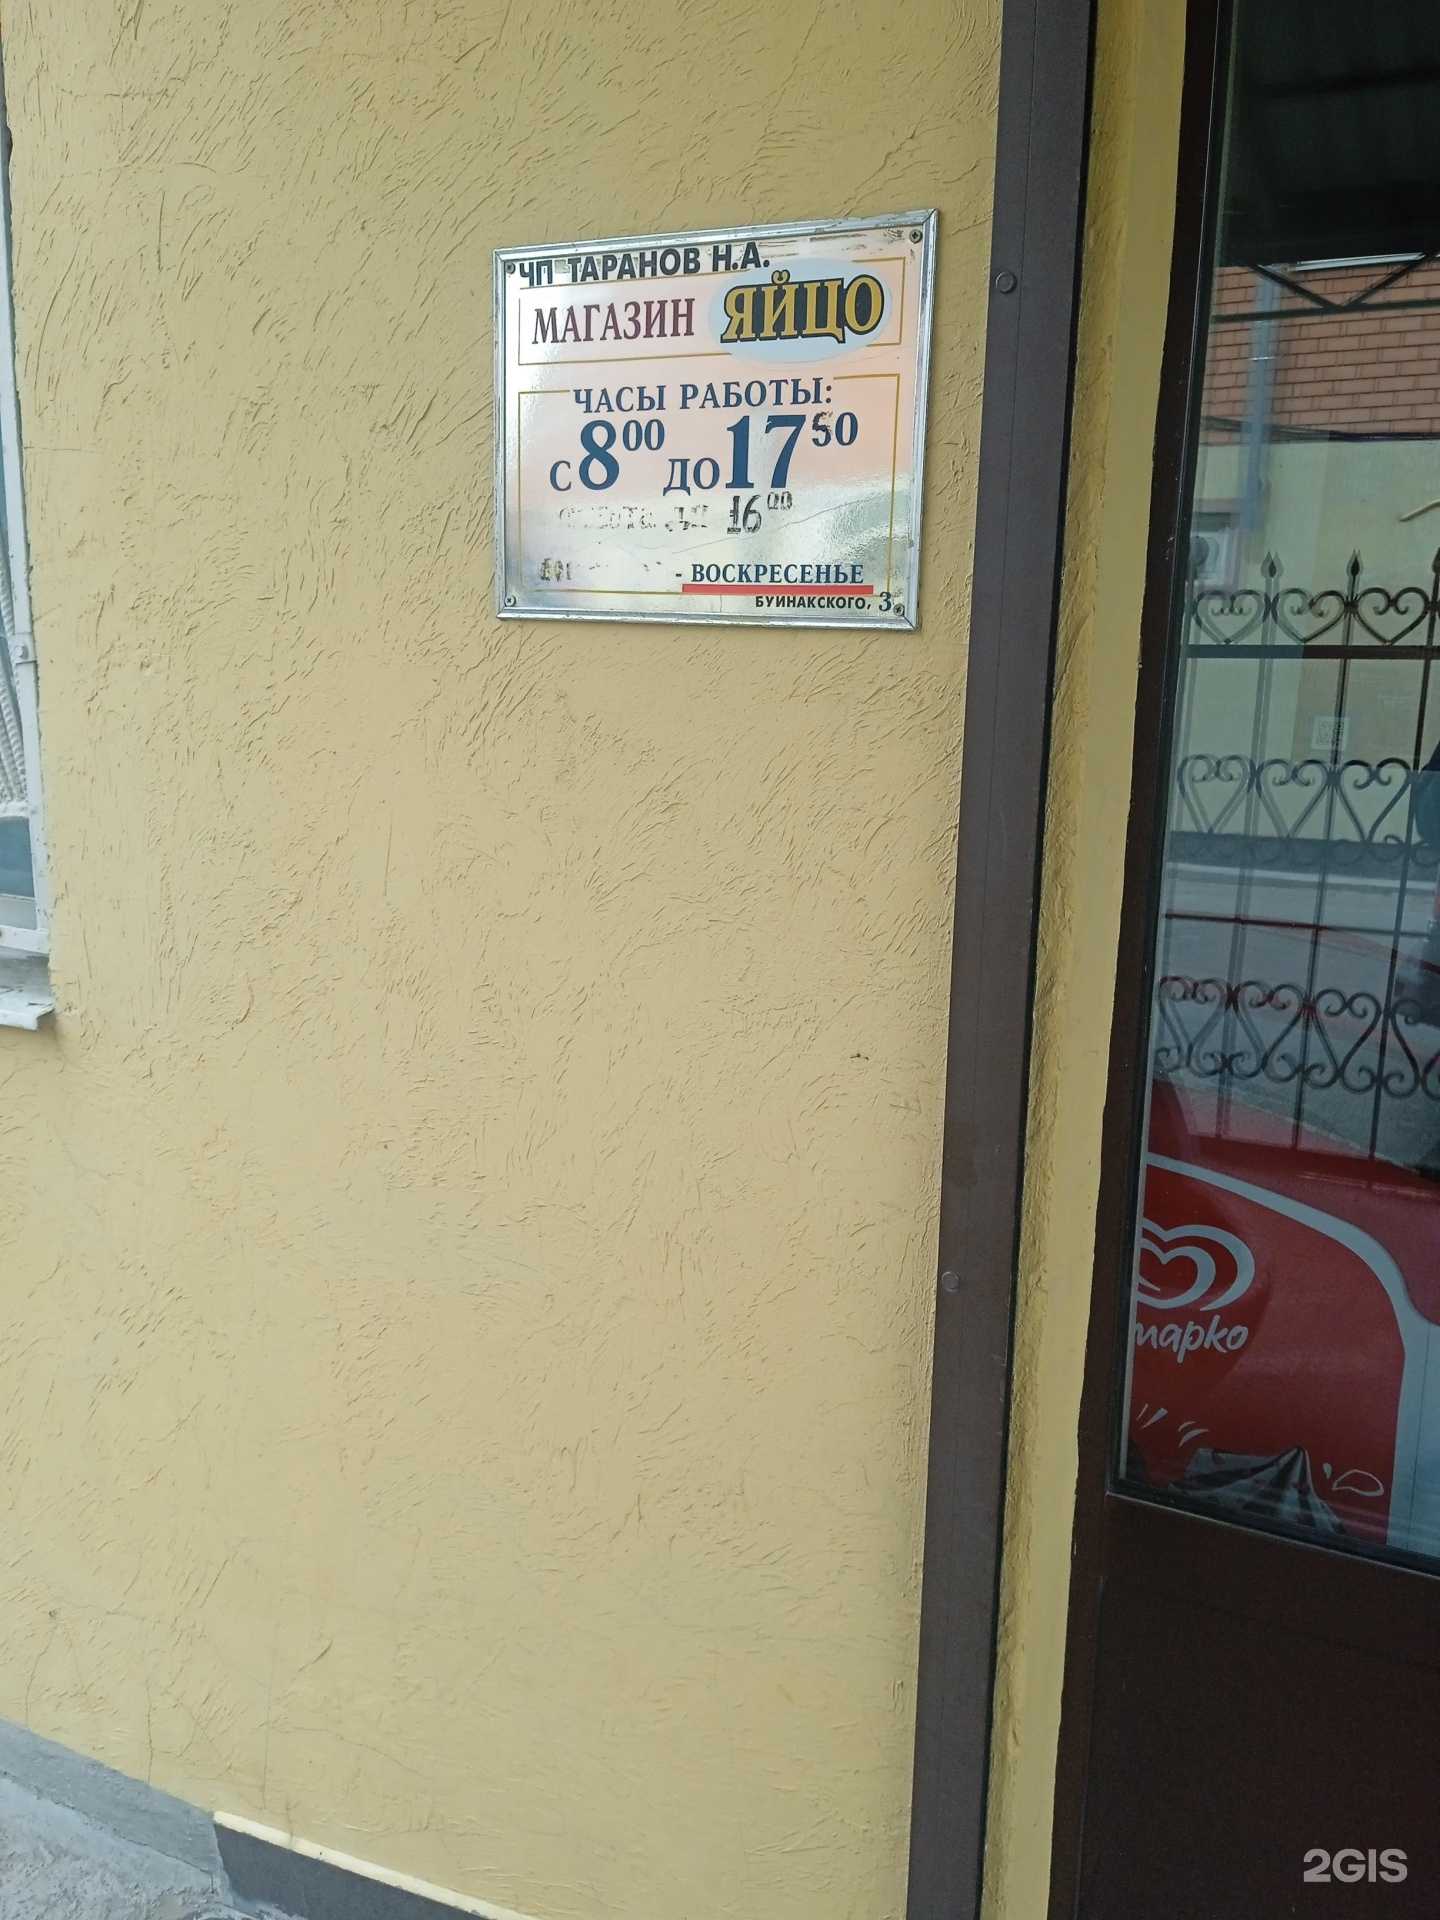 ЧП ТАРАНОВ Н.А.
МАГАЗИН ЯЙЦО
ЧАСЫ РАБОТЫ:
С 8 00 ДО 17 50
16 00
- ВОСКРЕСЕНЬЕ
БУИНАКСКОГО, 3
марко
2GIS